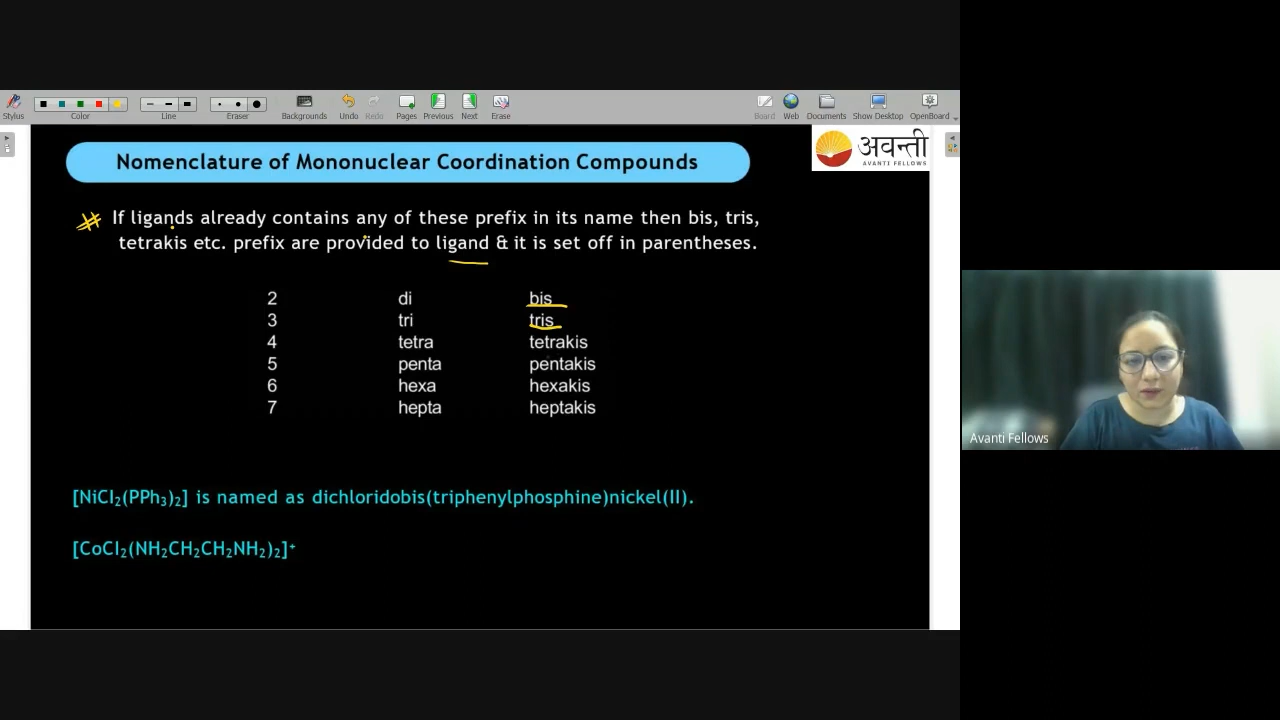 Stylus
Color
Line
Eraser
Backgrounds
Undo
Redo
Pages
Previous
Next
Erase
Board
Web
Documents
Show Desktop
OpenBoard
Nomenclature of Mononuclear Coordination Compounds
अवन्ती
AVANTI FELLOWS
If ligands already contains any of these prefix in its name then bis, tris,
tetrakis etc. prefix are provided to ligand & it is set off in parentheses.
2 di bis
3 tri tris
4 tetra tetrakis
5 penta pentakis
6 hexa hexakis
7 hepta heptakis
[NiCl₂(PPh₃)₂] is named as dichloridobis(triphenylphosphine)nickel(II).
[CoCl₂(NH₂CH₂CH₂NH₂)₂]⁺
Avanti Fellows